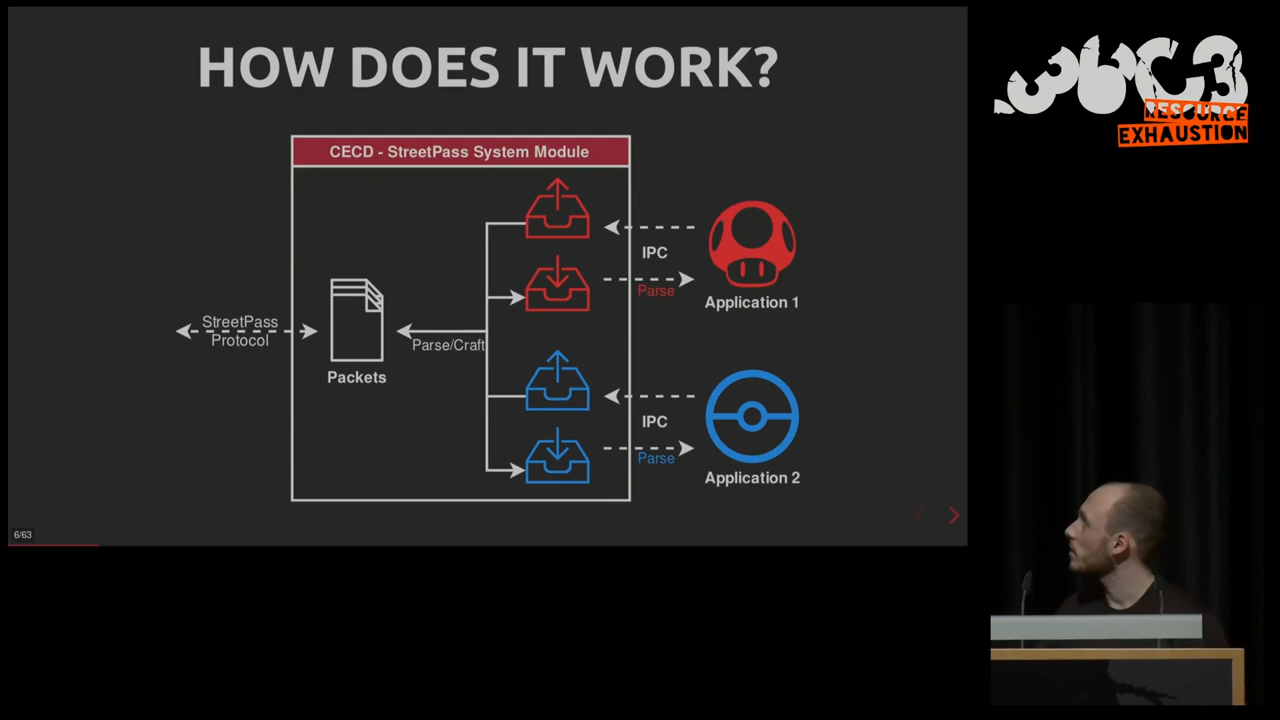 HOW DOES IT WORK?
36C3
RESOURCE
EXHAUSTION
CECD - StreetPass System Module
IPC
Parse
Application 1
StreetPass
Protocol
Parse/Craft
Packets
IPC
Parse
Application 2
6/63